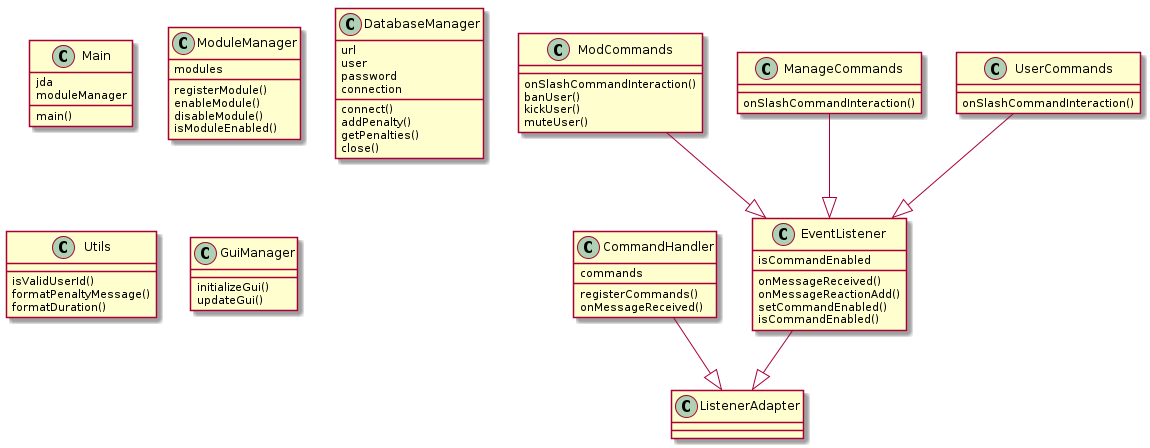 C Main
jda
moduleManager
main()
C ModuleManager
modules
registerModule()
enableModule()
disableModule()
isModuleEnabled()
C DatabaseManager
url
user
password
connection
connect()
addPenalty()
getPenalties()
close()
C ModCommands
onSlashCommandInteraction()
banUser()
kickUser()
muteUser()
C ManageCommands
onSlashCommandInteraction()
C UserCommands
onSlashCommandInteraction()
C Utils
isValidUserId()
formatPenaltyMessage()
formatDuration()
C GuiManager
initializeGui()
updateGui()
C CommandHandler
commands
registerCommands()
onMessageReceived()
C EventListener
isCommandEnabled
onMessageReceived()
onMessageReactionAdd()
setCommandEnabled()
isCommandEnabled()
C ListenerAdapter